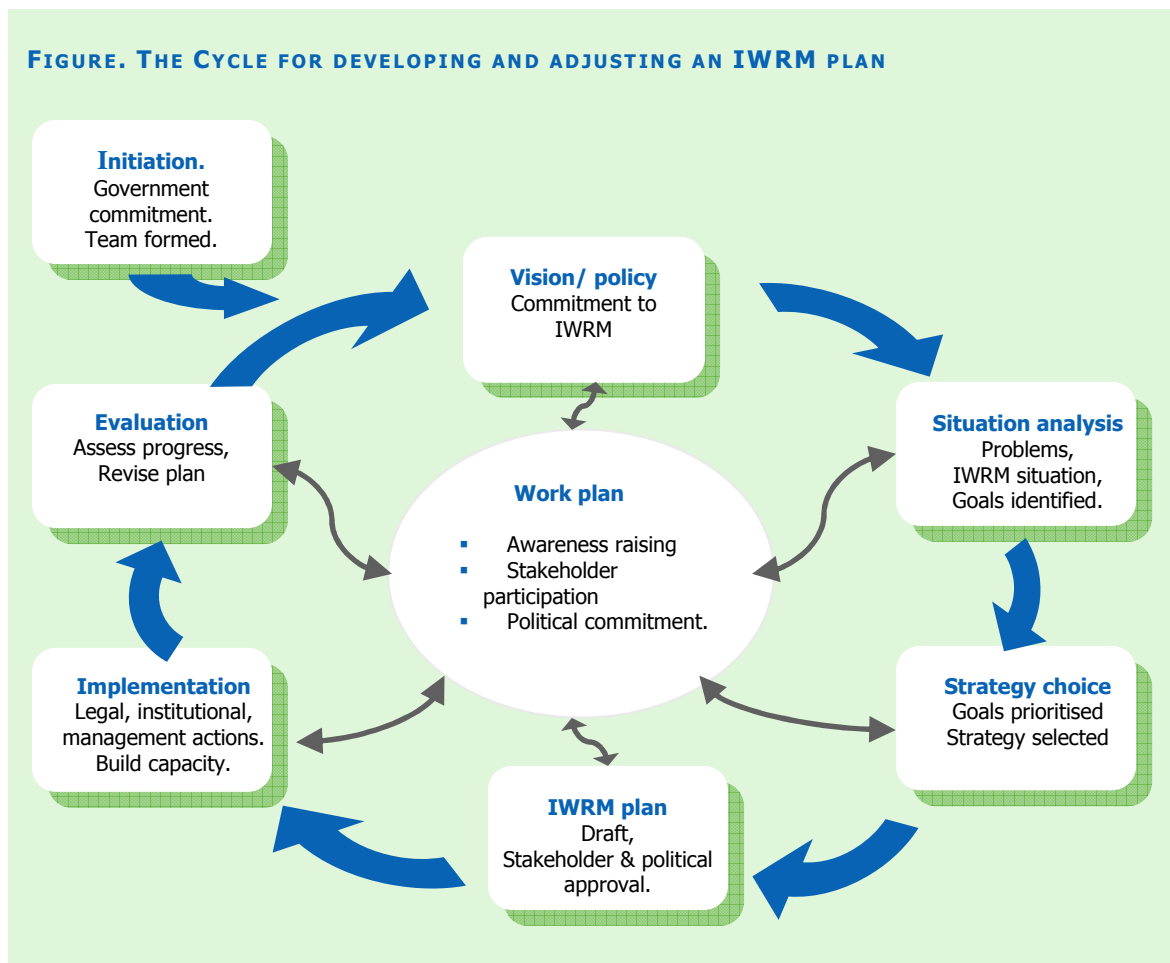 FIGURE. THE CYCLE FOR DEVELOPING AND ADJUSTING AN IWRM PLAN
Initiation.
Government
commitment.
Team formed.
Vision/ policy
Commitment to
IWRM
Situation analysis
Problems,
IWRM situation,
Goals identified.
Strategy choice
Goals prioritised
Strategy selected
IWRM plan
Draft,
Stakeholder & political
approval.
Implementation
Legal, institutional,
management actions.
Build capacity.
Evaluation
Assess progress,
Revise plan
Work plan
▪ Awareness raising
▪ Stakeholder
participation
▪ Political commitment.